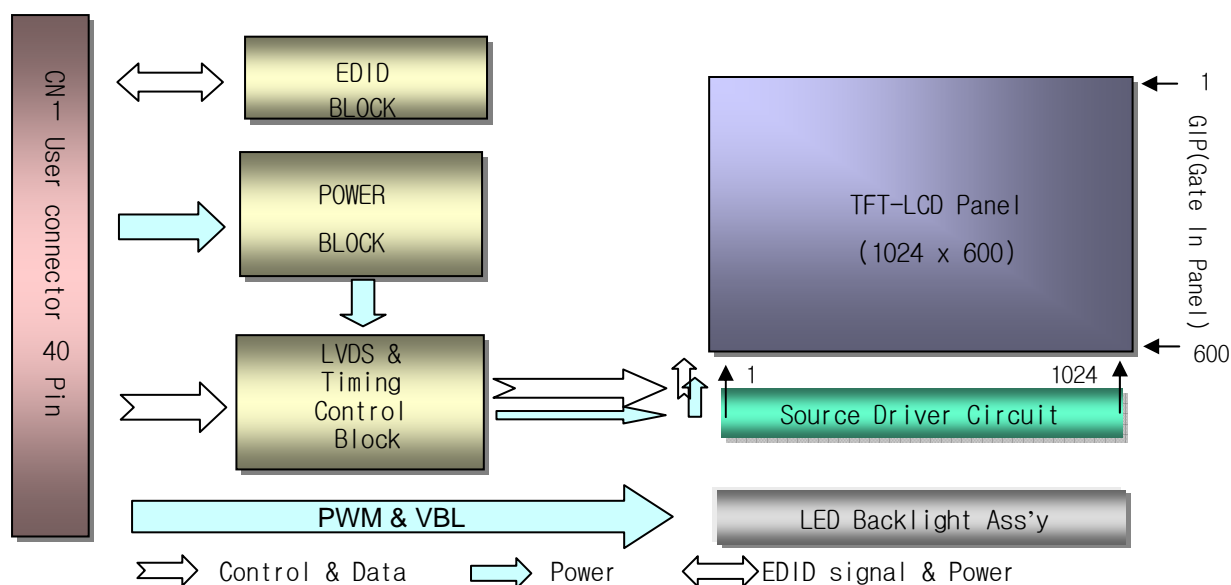 CN1 User connector 40 Pin
EDID
BLOCK
POWER
BLOCK
LVDS &
Timing
Control
Block
TFT-LCD Panel
(1024 x 600)
1
GIP(Gate In Panel)
600
1
1024
Source Driver Circuit
PWM & VBL
LED Backlight Ass'y
Control & Data
Power
EDID signal & Power